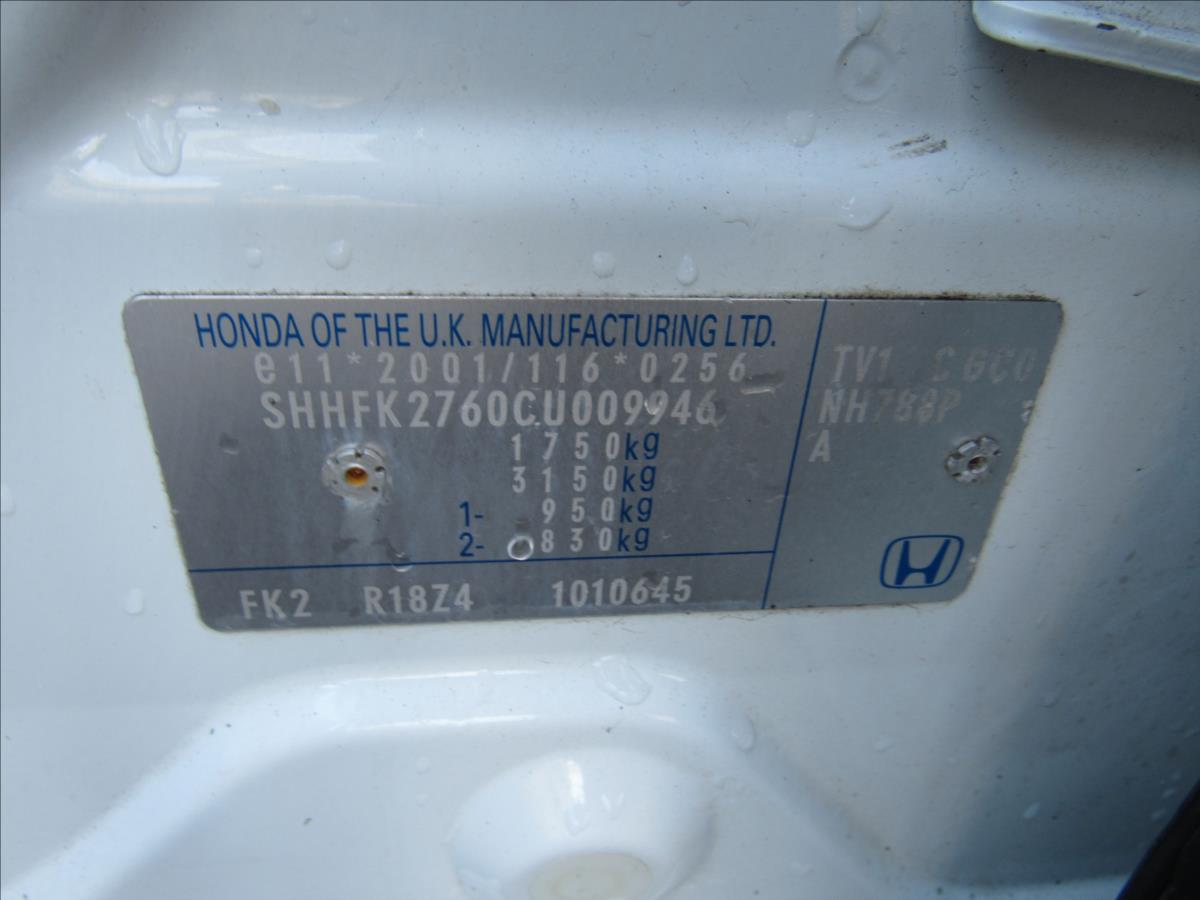 HONDA OF THE U.K. MANUFACTURING LTD.
e11*2001/116*0256
SHHFK2760CU009946
1750kg
3150kg
1- 950kg
2- 830kg
FK2 R18Z4 1010645
TV1 C6C0
NH788P
A